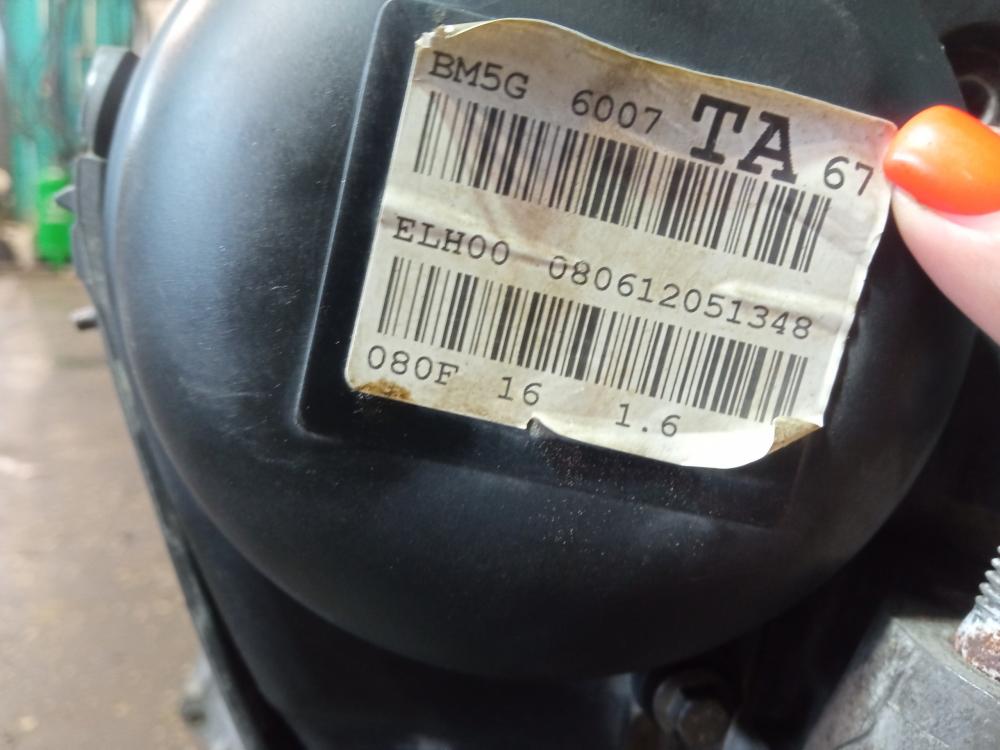 BM5G 6007 TA 67
ELH00 080612051348
080F 16 1.6